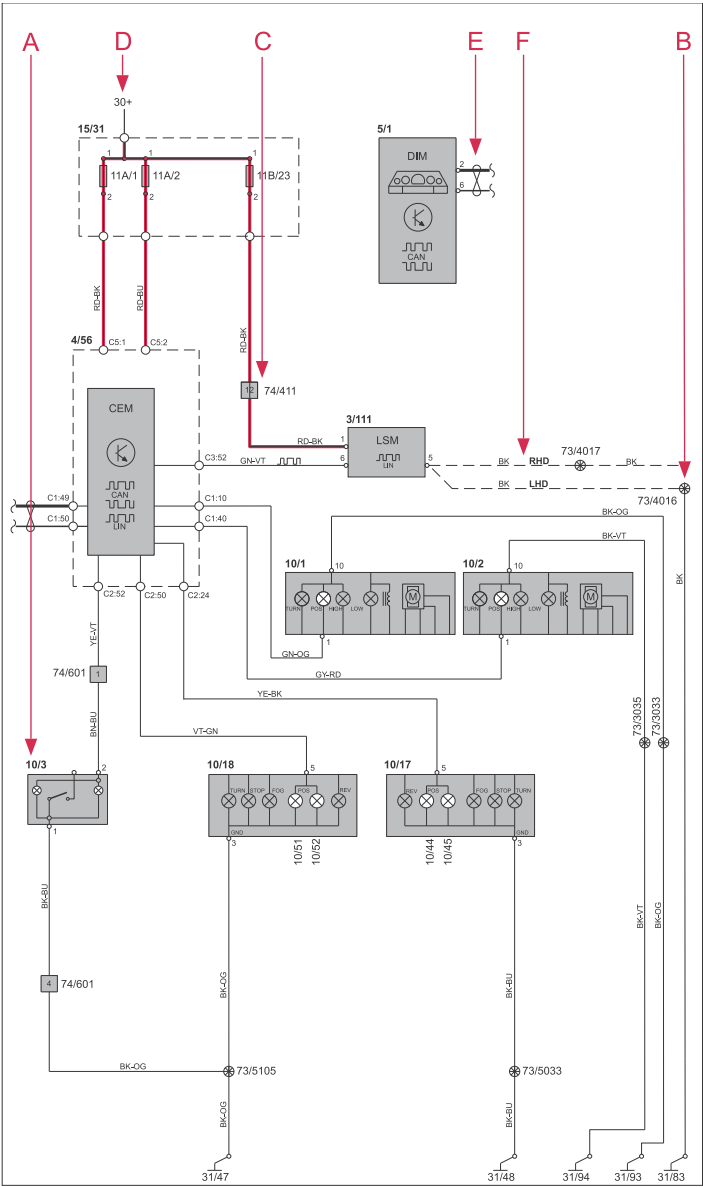 A
D
C
E
F
B
30+
15/31
5/1
1
1
1
11A/1
11A/2
11B/23
2
2
2
DIM
2
6
CAN
RD-BK
RD-BU
RD-BK
4/56
C5:1
C5:2
12
74/411
CEM
3/111
RD-BK
1
LSM
LIN
C3:52
GN-VT
6
5
BK
RHD
73/4017
BK
BK
LHD
73/4016
CAN
LIN
C1:49
C1:50
C1:10
C1:40
BK-OG
BK-VT
10/1
10
10/2
10
TURN
POS
HIGH
LOW
M
TURN
POS
HIGH
LOW
M
BK
C2:52
C2:50
C2:24
YE-VT
1
GN-OG
1
GY-RD
74/601
1
YE-BK
BN-BU
VT-GN
73/3035
73/3033
10/3
2
10/18
5
10/17
5
TURN
STOP
FOG
POS
REV
REV
POS
FOG
STOP
TURN
1
GND
3
10/51
10/52
10/44
10/45
GND
3
BK-BU
BK-VT
BK-OG
4
74/601
BK-OG
BK-BU
BK-OG
73/5105
73/5033
BK-OG
BK-BU
31/47
31/48
31/94
31/93
31/83